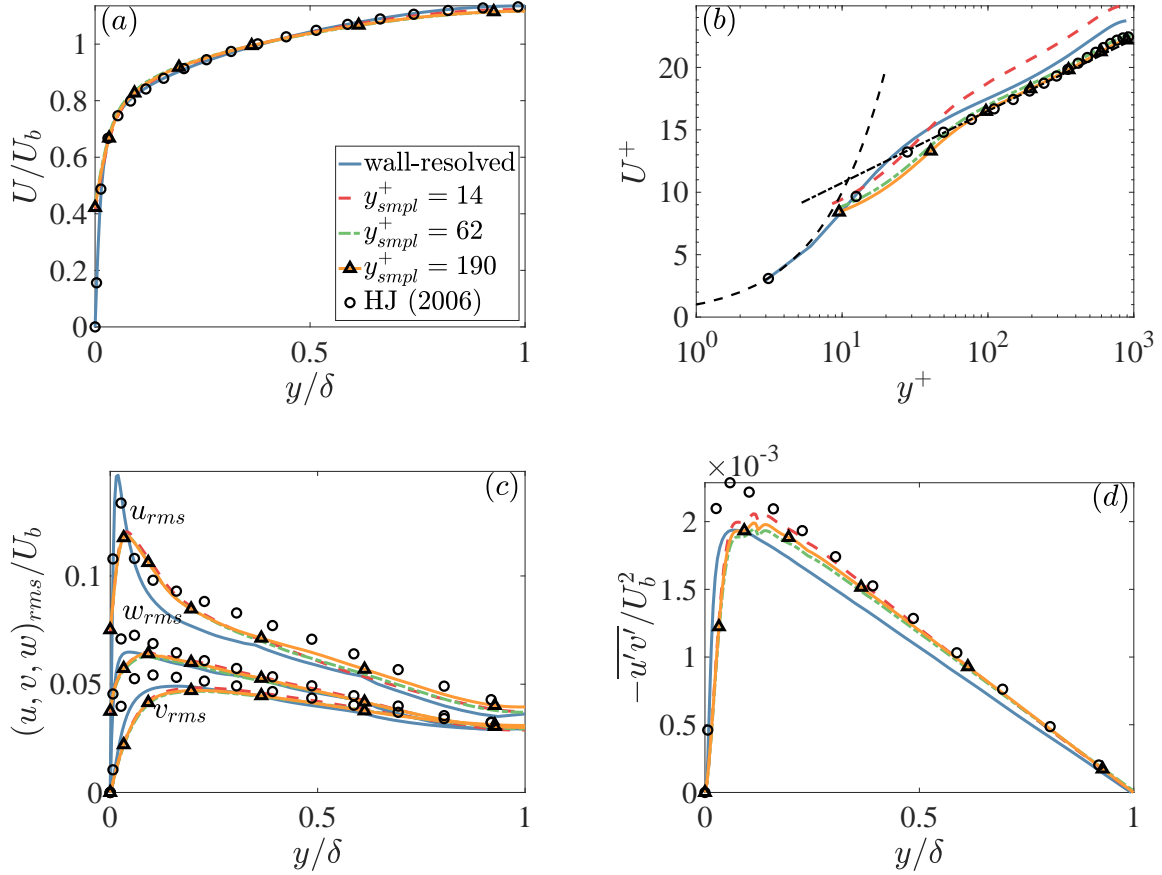 (a)
U/U_b
1
0.8
0.6
0.4
0.2
0
0
0.5
1
y/δ
wall-resolved
y^+_{smpl} = 14
y^+_{smpl} = 62
y^+_{smpl} = 190
HJ (2006)
(b)
U^+
20
15
10
5
0
10^0
10^1
10^2
10^3
y^+
(c)
(u, v, w)_{rms}/U_b
0.1
0.05
0
u_{rms}
w_{rms}
v_{rms}
0
0.5
1
y/δ
×10^{-3}
(d)
-\overline{u'v'}/U_b^2
2
1.5
1
0.5
0
0
0.5
1
y/δ